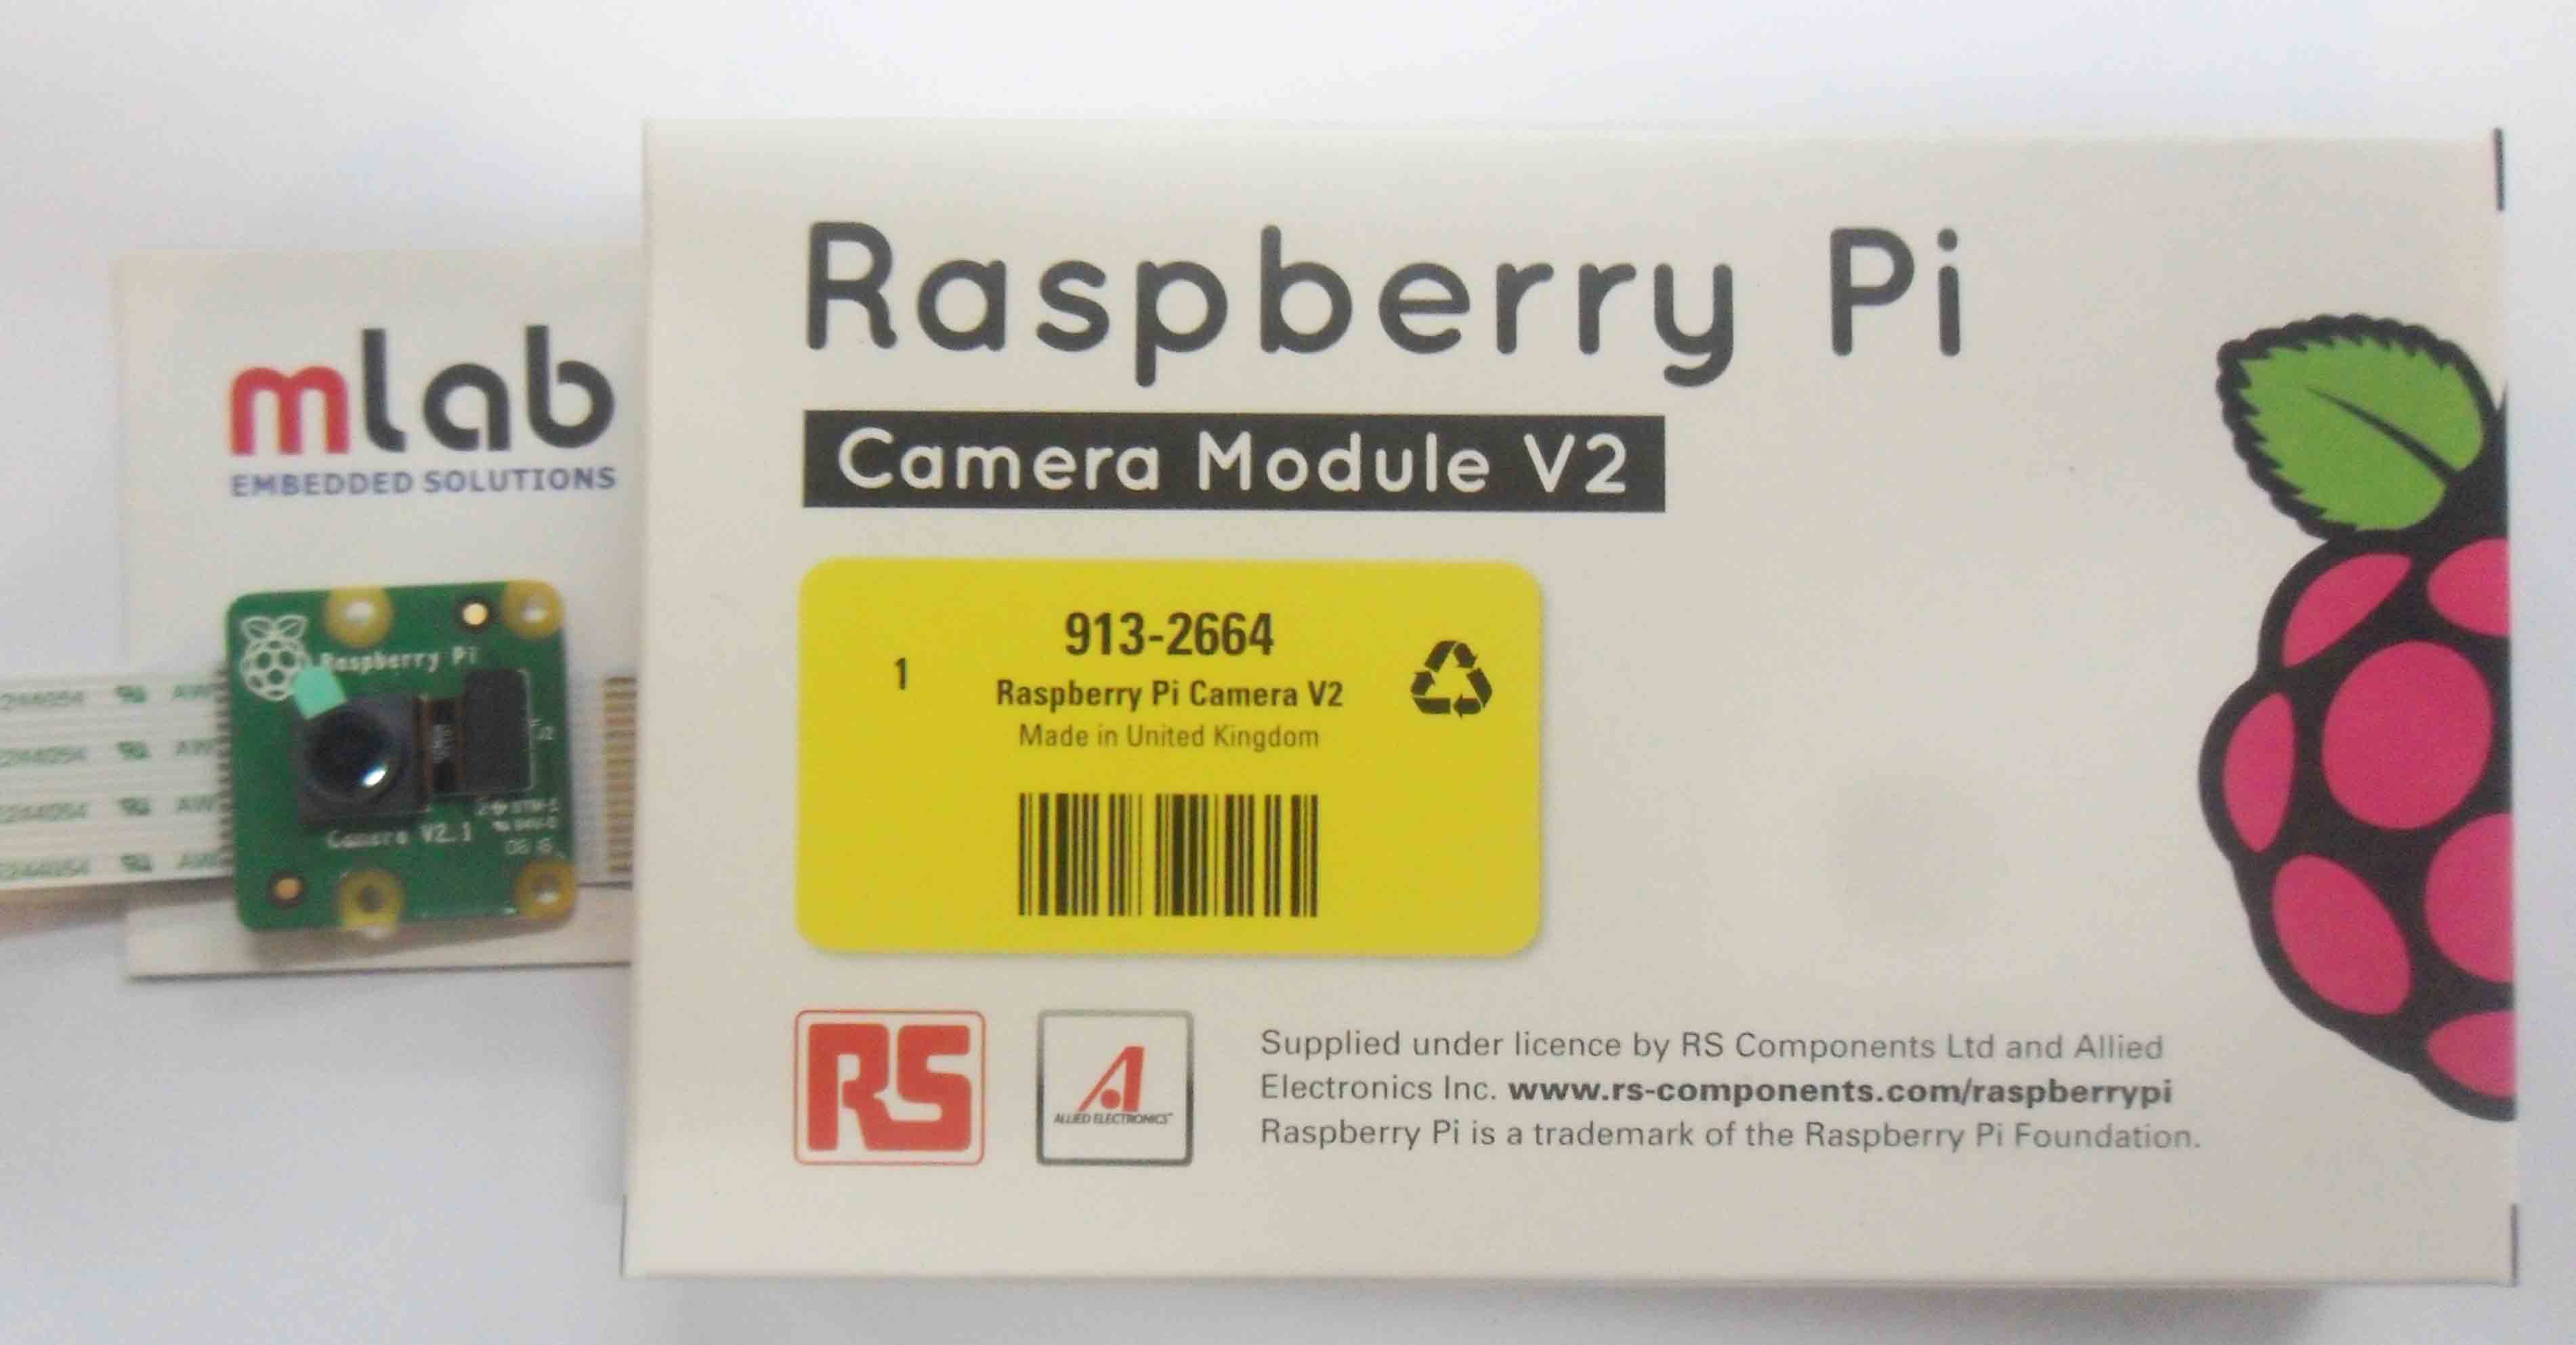 mlab
EMBEDDED SOLUTIONS
Raspberry Pi
Camera V2.1
Raspberry Pi
Camera Module V2
913-2664
1
Raspberry Pi Camera V2
Made in United Kingdom
RS
A
ALLIED ELECTRONICS
Supplied under licence by RS Components Ltd and Allied
Electronics Inc. www.rs-components.com/raspberrypi
Raspberry Pi is a trademark of the Raspberry Pi Foundation.